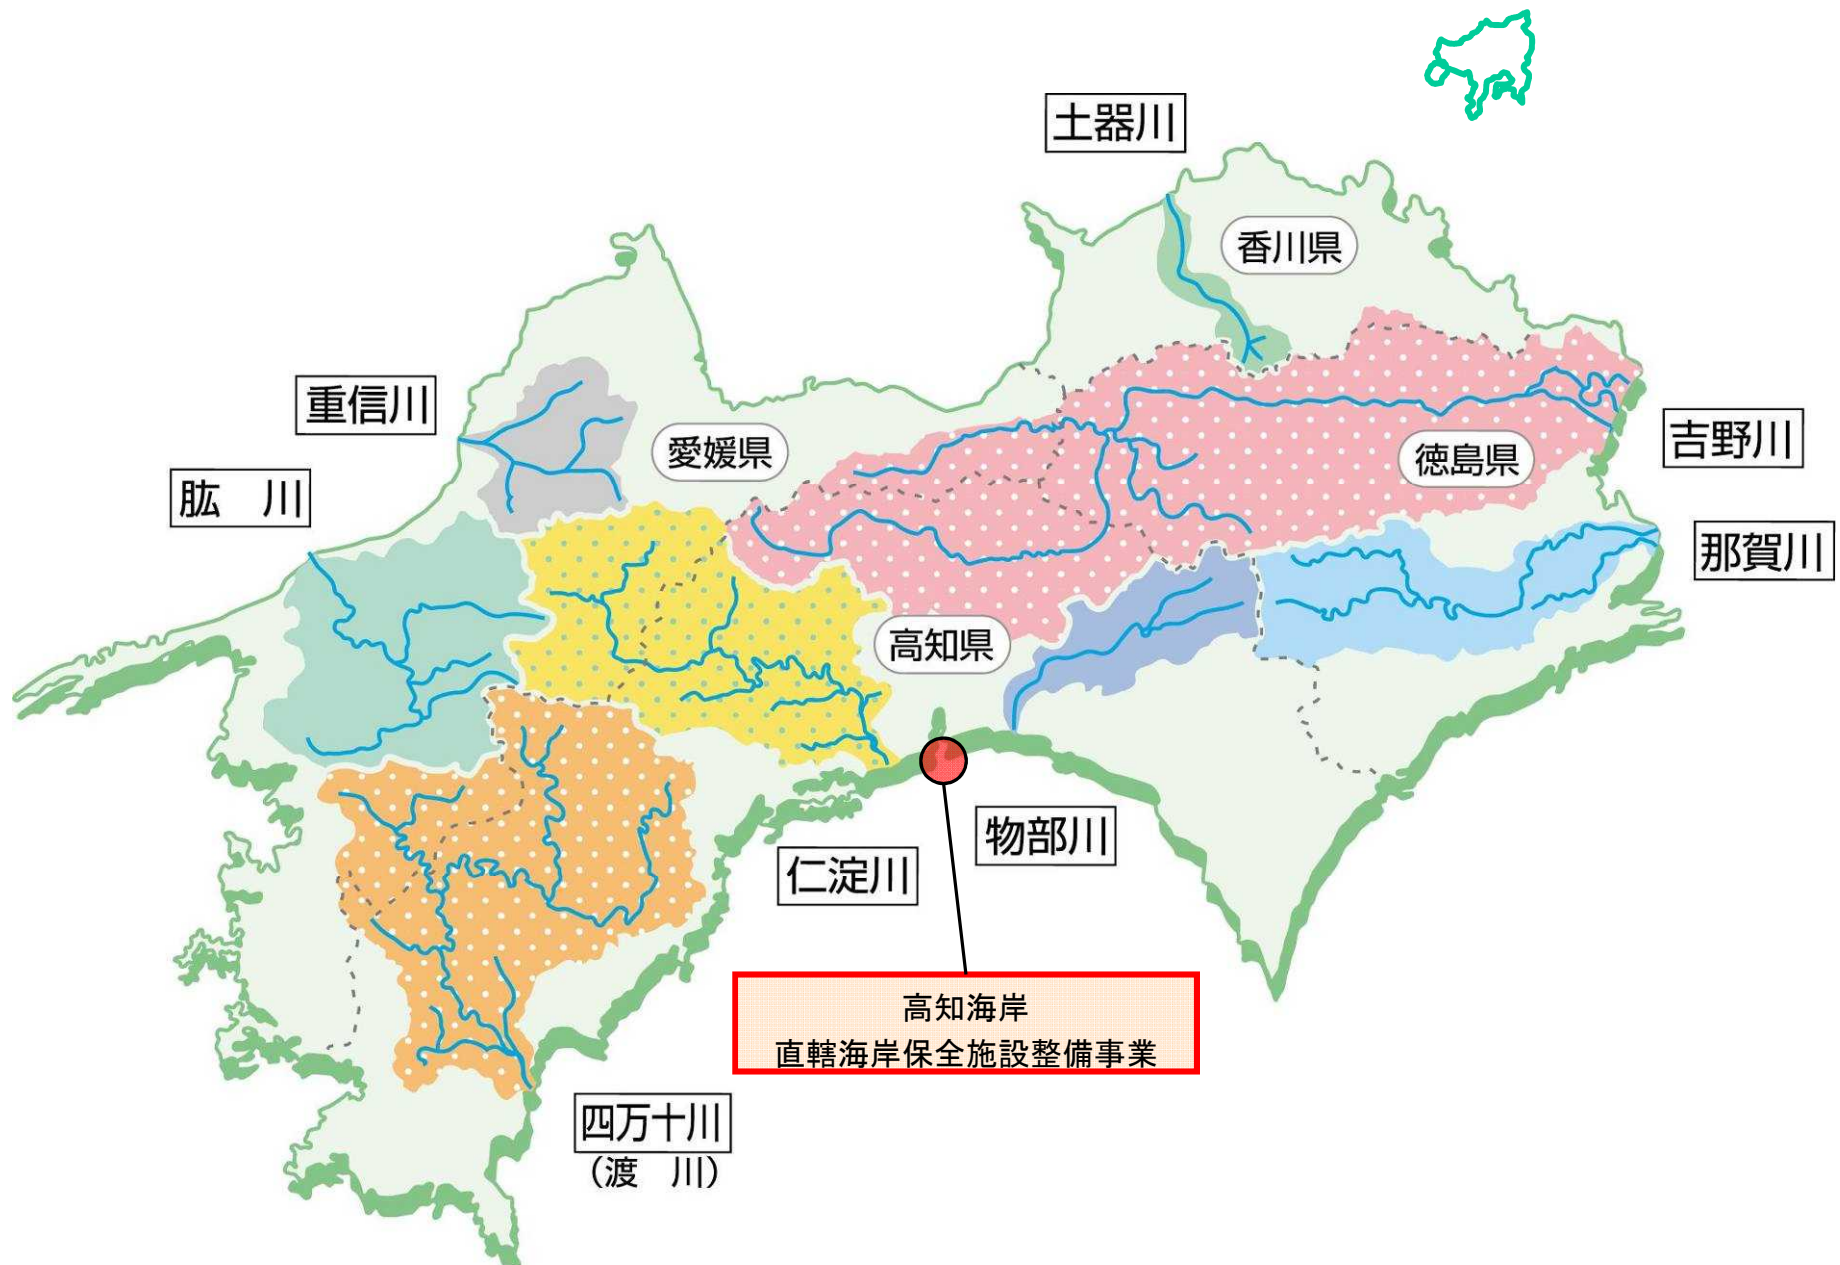 土器川
香川県
重信川
愛媛県
徳島県
吉野川
肱　川
那賀川
高知県
物部川
仁淀川
高知海岸
直轄海岸保全施設整備事業
四万十川
（渡　川）